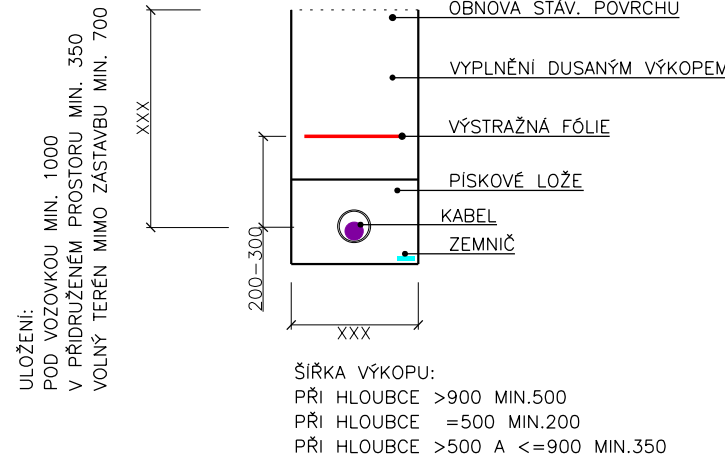 OBNOVA STÁV. POVRCHU
VYPLNĚNÍ DUSANÝM VÝKOPEM
VÝSTRAŽNÁ FÓLIE
PÍSKOVÉ LOŽE
KABEL
ZEMNIČ
XXX
200-300
XXX
ULOŽENÍ:
POD VOZOVKOU MIN. 1000
V PŘIDRUŽENÉM PROSTORU MIN. 350
VOLNÝ TERÉN MIMO ZÁSTAVBU MIN. 700
ŠÍŘKA VÝKOPU:
PŘI HLOUBCE >900 MIN.500
PŘI HLOUBCE =500 MIN.200
PŘI HLOUBCE >500 A <=900 MIN.350